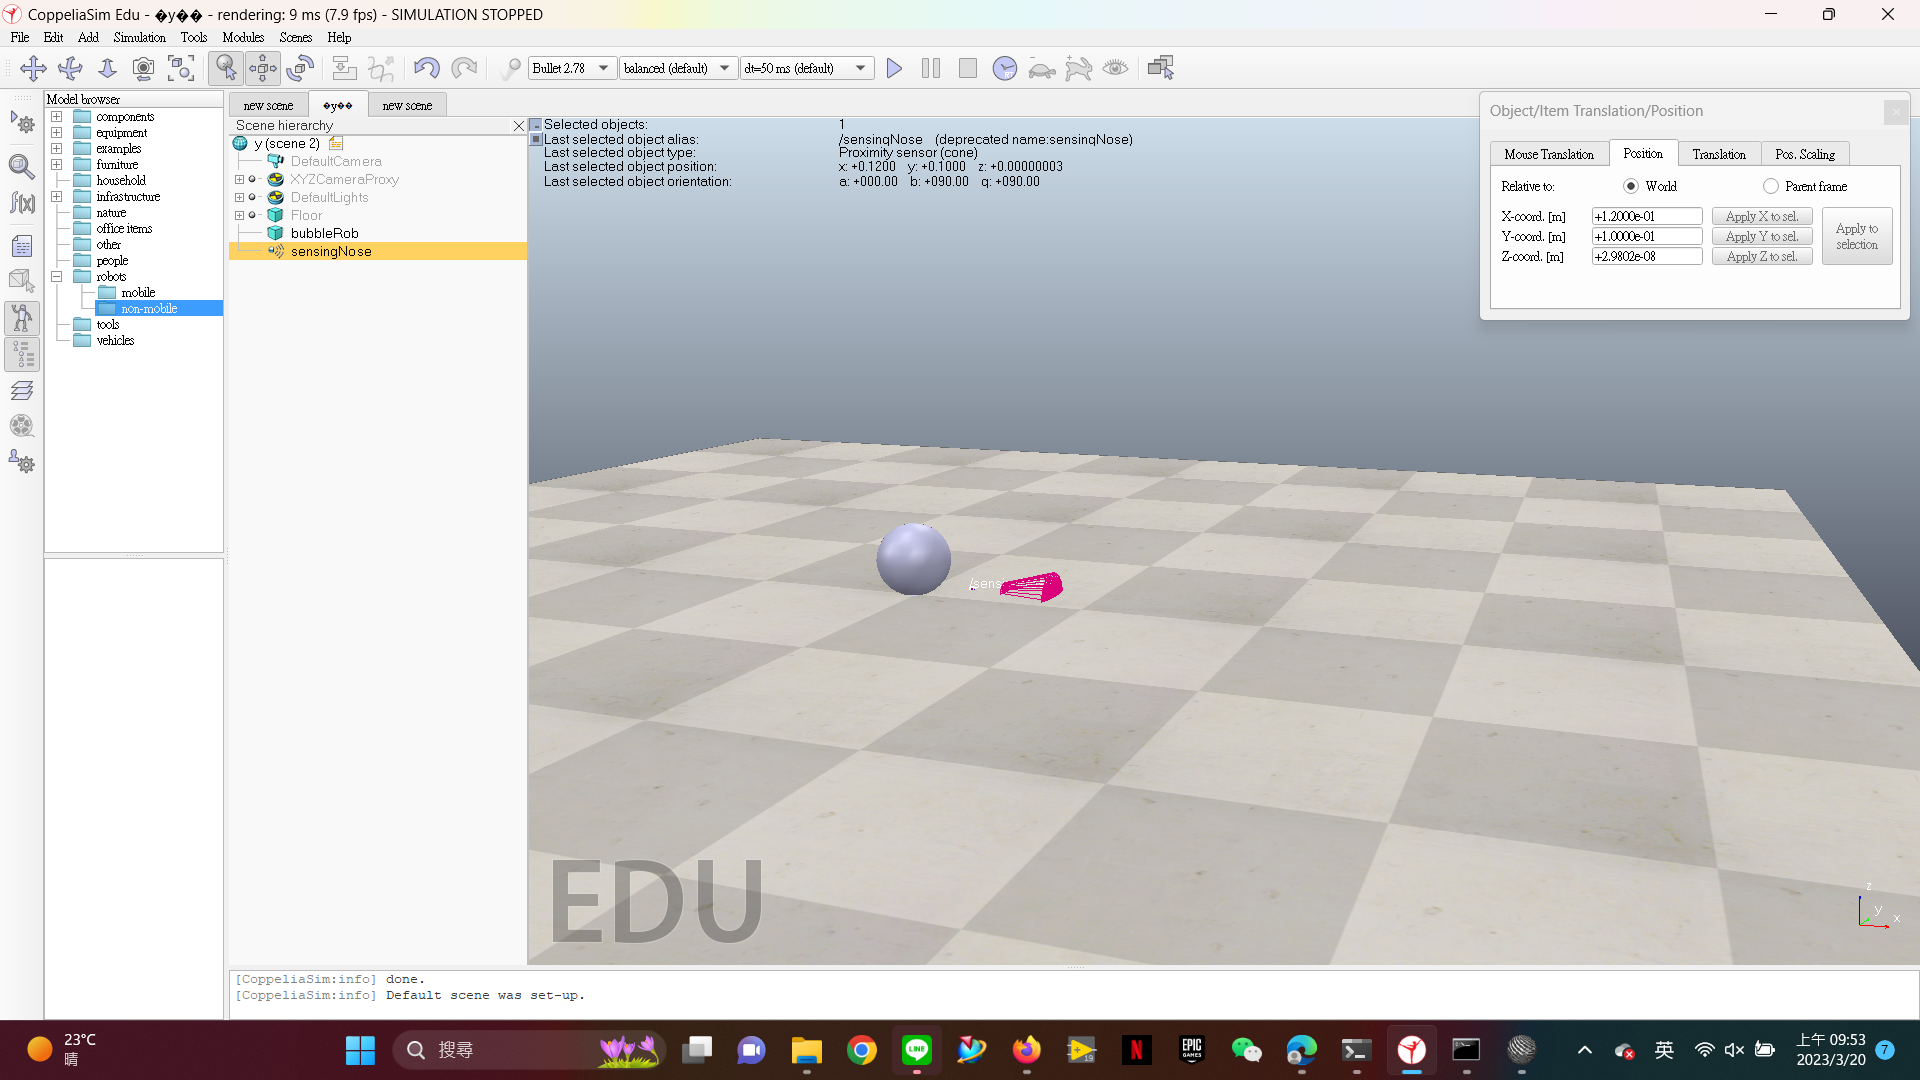 CoppeliaSim Edu - �y�� - rendering: 9 ms (7.9 fps) - SIMULATION STOPPED
File Edit Add Simulation Tools Modules Scenes Help
Bullet 2.78 balanced (default) dt=50 ms (default)
Model browser
components
equipment
examples
furniture
household
infrastructure
nature
office items
other
people
robots
mobile
non-mobile
tools
vehicles
new scene �y�� new scene
Scene hierarchy
y (scene 2)
DefaultCamera
XYZCameraProxy
DefaultLights
Floor
bubbleRob
sensingNose
Selected objects: 1
Last selected object alias: /sensingNose (deprecated name:sensingNose)
Last selected object type: Proximity sensor (cone)
Last selected object position: x: +0.1200 y: +0.1000 z: +0.00000003
Last selected object orientation: a: +000.00 b: +090.00 g: +090.00
Object/Item Translation/Position
Mouse Translation Position Translation Pos. Scaling
Relative to: World Parent frame
X-coord. [m] +1.2000e-01 Apply X to sel.
Y-coord. [m] +1.0000e-01 Apply Y to sel.
Z-coord. [m] +2.9802e-08 Apply Z to sel.
Apply to
selection
/sens
EDU
z
y
x
[CoppeliaSim:info] done.
[CoppeliaSim:info] Default scene was set-up.
23°C
晴
搜尋
LINE
19
N
EPIC
GAMES
英
上午 09:53
2023/3/20
7